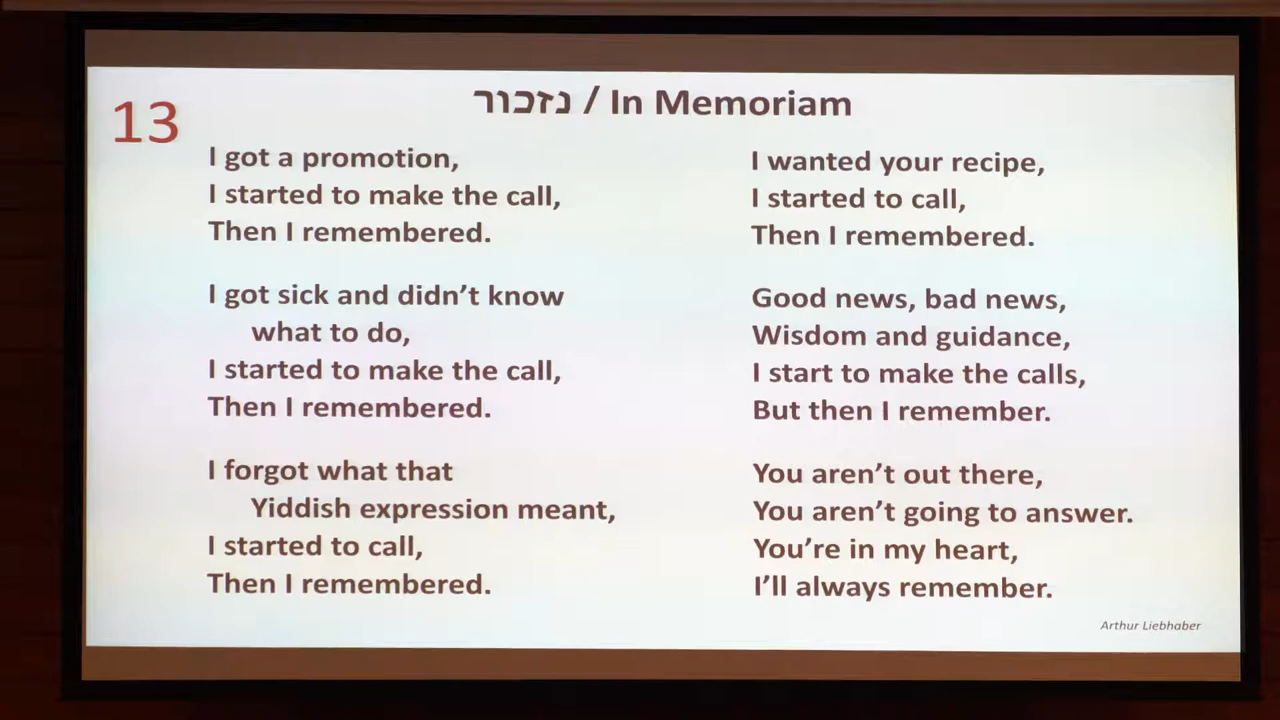 13
נזכור / In Memoriam
I got a promotion,
I started to make the call,
Then I remembered.
I got sick and didn’t know
what to do,
I started to make the call,
Then I remembered.
I forgot what that
Yiddish expression meant,
I started to call,
Then I remembered.
I wanted your recipe,
I started to call,
Then I remembered.
Good news, bad news,
Wisdom and guidance,
I start to make the calls,
But then I remember.
You aren’t out there,
You aren’t going to answer.
You’re in my heart,
I’ll always remember.
Arthur Liebhaber